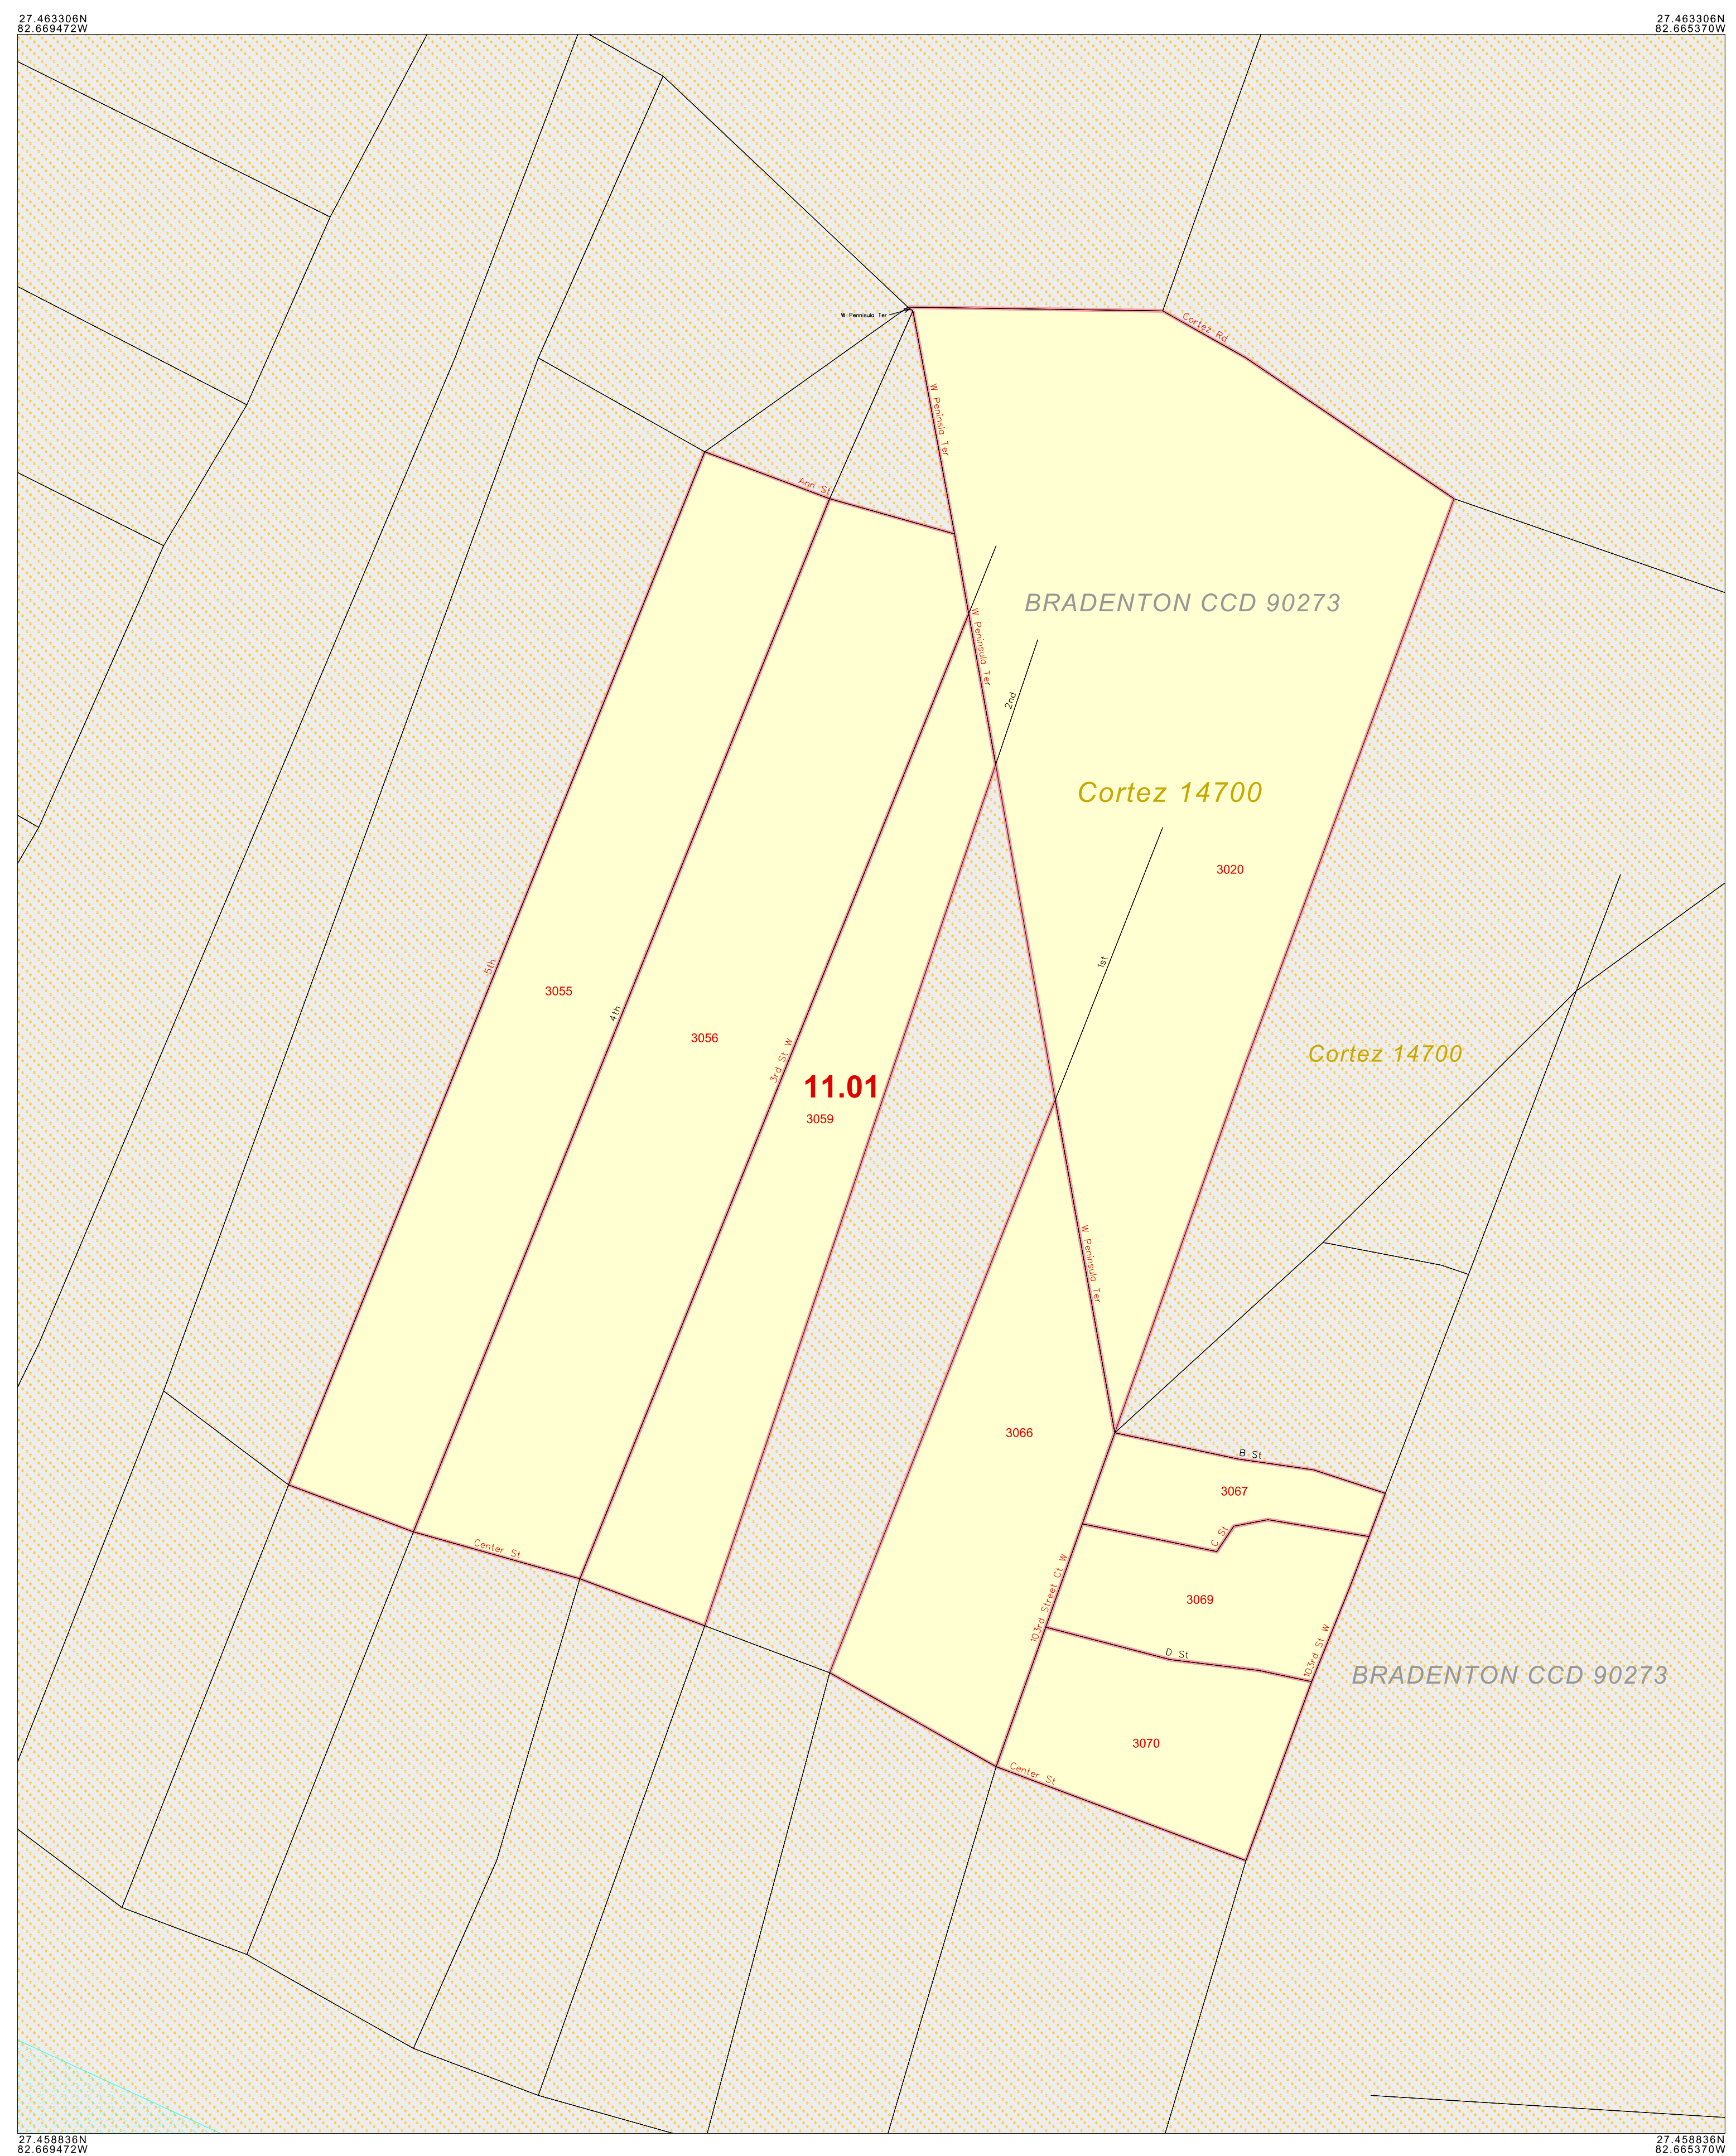 27.463306N
82.669472W
27.463306N
82.665370W
Cortez Rd
W Pennisula Ter
W Peninsla Ter
Ann St
BRADENTON CCD 90273
W Peninsula Ter
2nd
Cortez 14700
3020
1st
5th
3055
4th
3056
3rd St W
11.01
3059
Cortez 14700
W Peninsula Ter
3066
B St
3067
C St
Center St
103rd Street Ct W
3069
103rd St W
D St
BRADENTON CCD 90273
3070
Center St
27.458836N
82.669472W
27.458836N
82.665370W